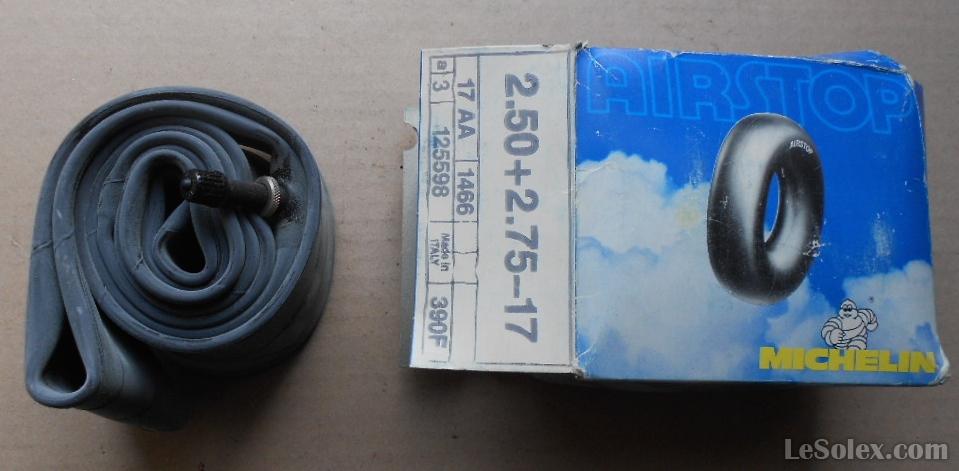 2.50+2.75–17
17 AA 1466
a 3 125598 Made in ITALY 390F
AIRSTOP
AIRSTOP
MICHELIN
LeSolex.com